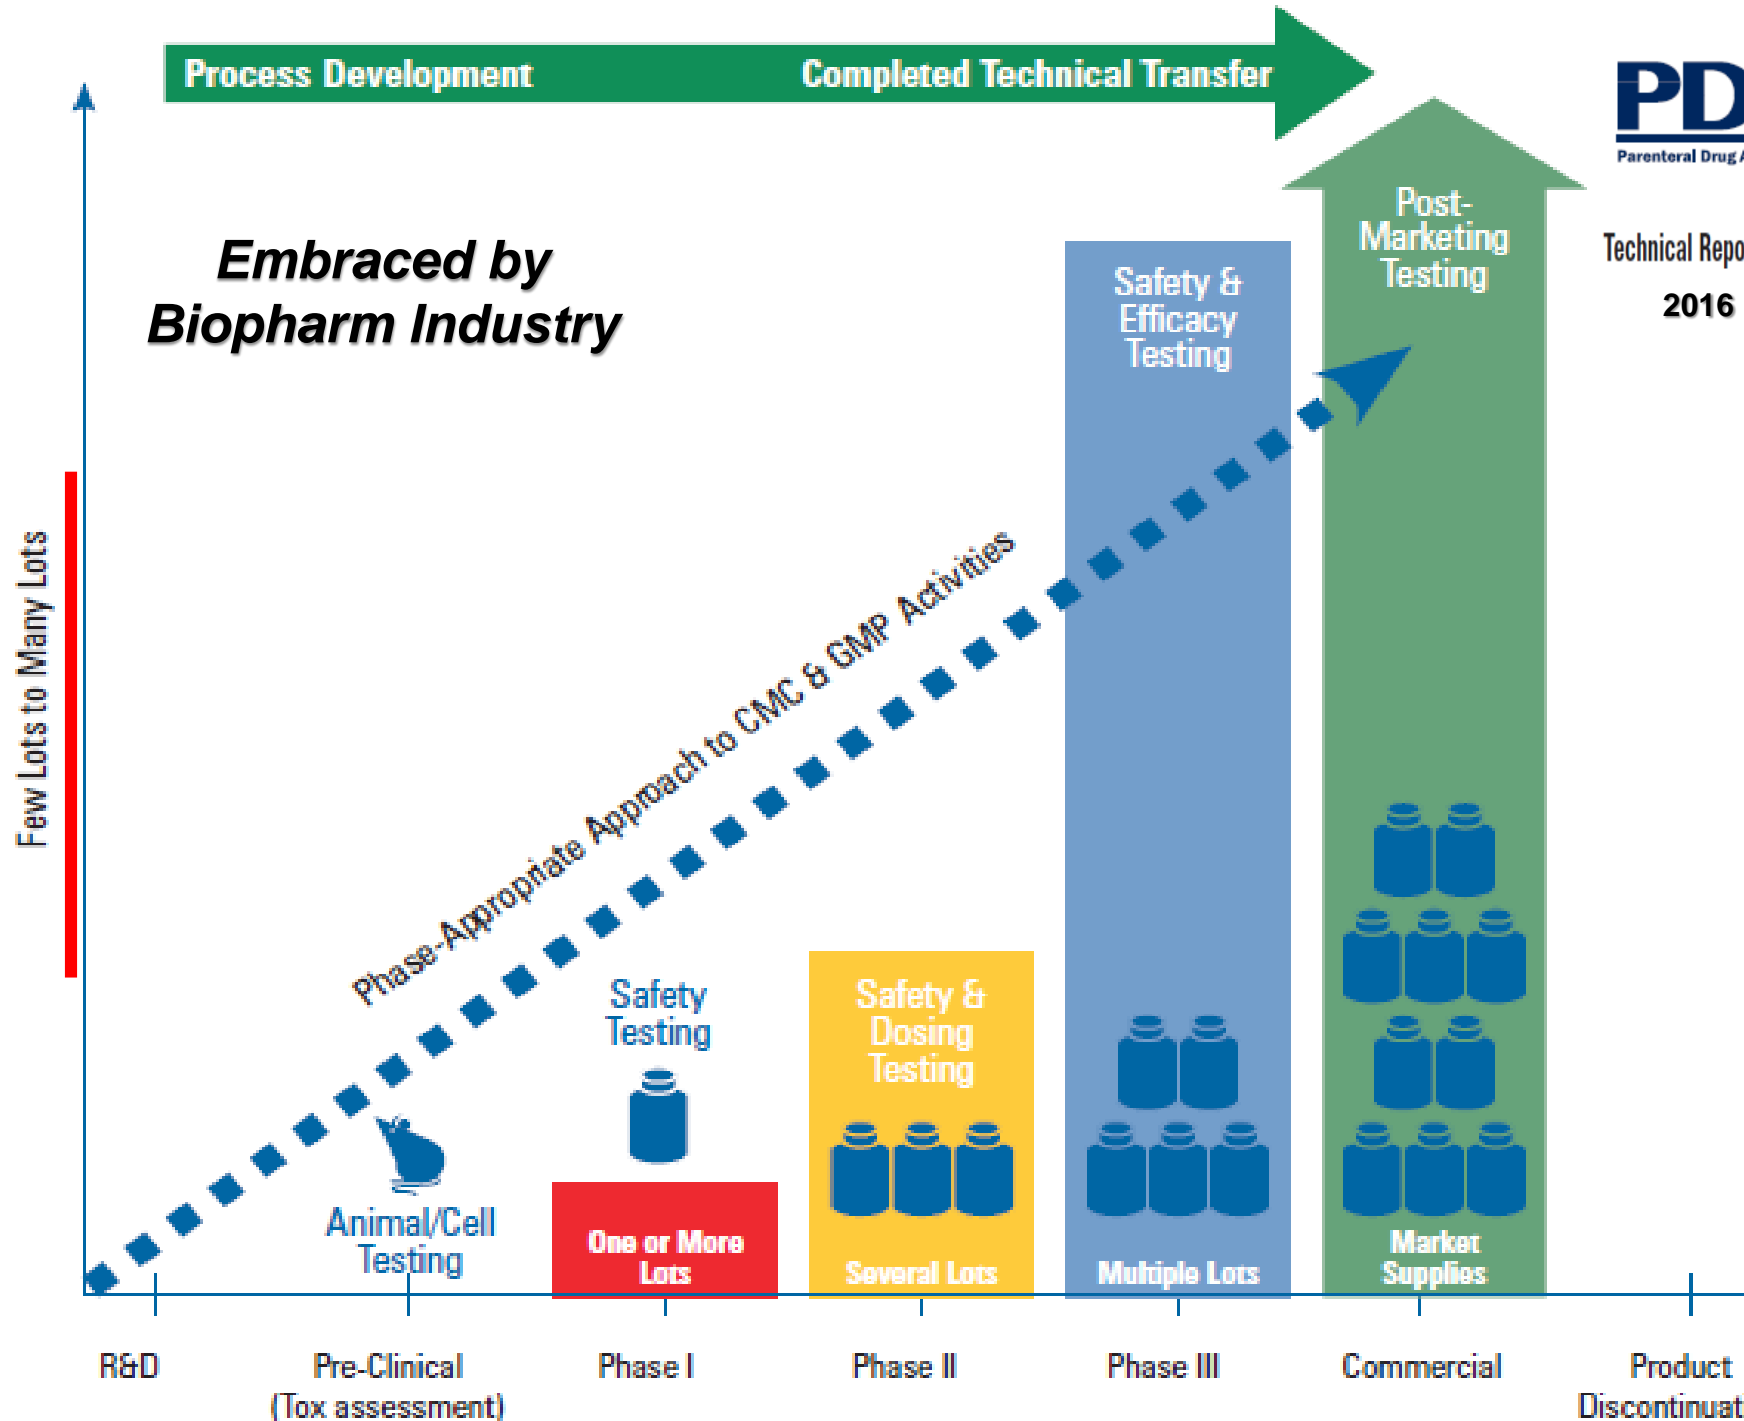 Process Development
Completed Technical Transfer
PD
Parenteral Drug A
Technical Repo
2016
Embraced by
Biopharm Industry
Post-
Marketing
Testing
Safety &
Efficacy
Testing
Few Lots to Many Lots
Phase-Appropriate Approach to CMC & GMP Activities
Safety
Testing
Safety &
Dosing
Testing
Animal/Cell
Testing
One or More
Lots
Several Lots
Multiple Lots
Market
Supplies
R&D
Pre-Clinical
(Tox assessment)
Phase I
Phase II
Phase III
Commercial
Product
Discontinuat